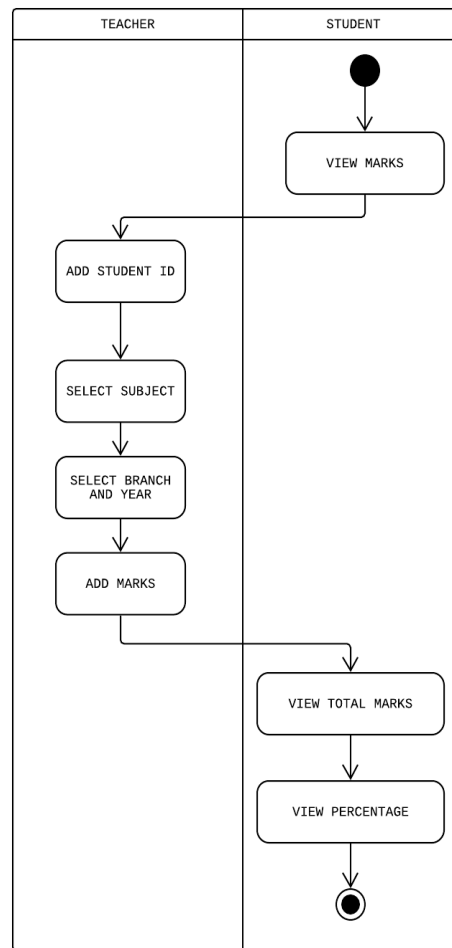 TEACHER
STUDENT
VIEW MARKS
ADD STUDENT ID
SELECT SUBJECT
SELECT BRANCH
AND YEAR
ADD MARKS
VIEW TOTAL MARKS
VIEW PERCENTAGE